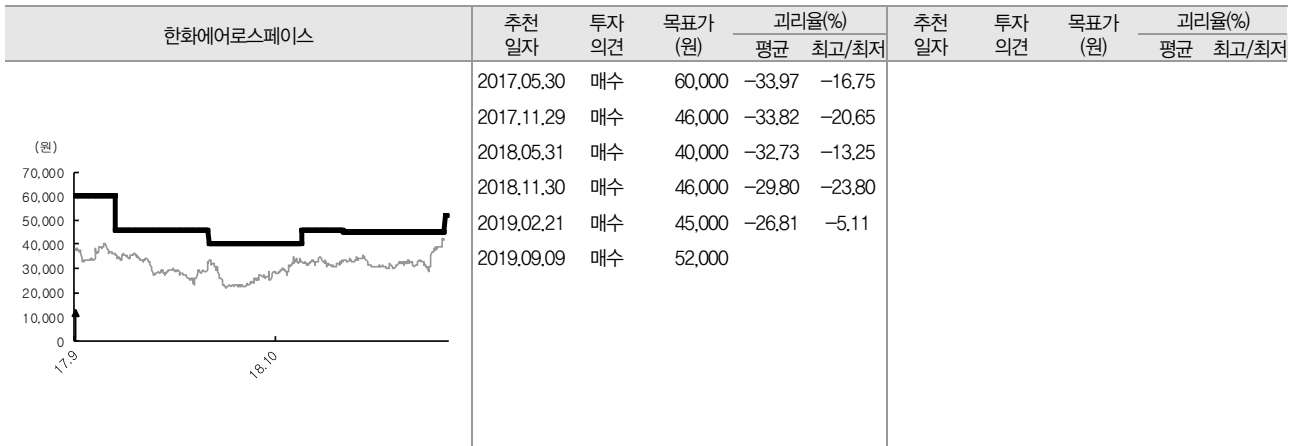 한화에어로스페이스
추천 일자 투자 의견 목표가 (원) 괴리율(%) 평균 최고/최저
추천 일자 투자 의견 목표가 (원) 괴리율(%) 평균 최고/최저
2017.05.30 매수 60,000 -33.97 -16.75
2017.11.29 매수 46,000 -33.82 -20.65
2018.05.31 매수 40,000 -32.73 -13.25
2018.11.30 매수 46,000 -29.80 -23.80
2019.02.21 매수 45,000 -26.81 -5.11
2019.09.09 매수 52,000
(원)
70,000
60,000
50,000
40,000
30,000
20,000
10,000
0
17.9
18.10